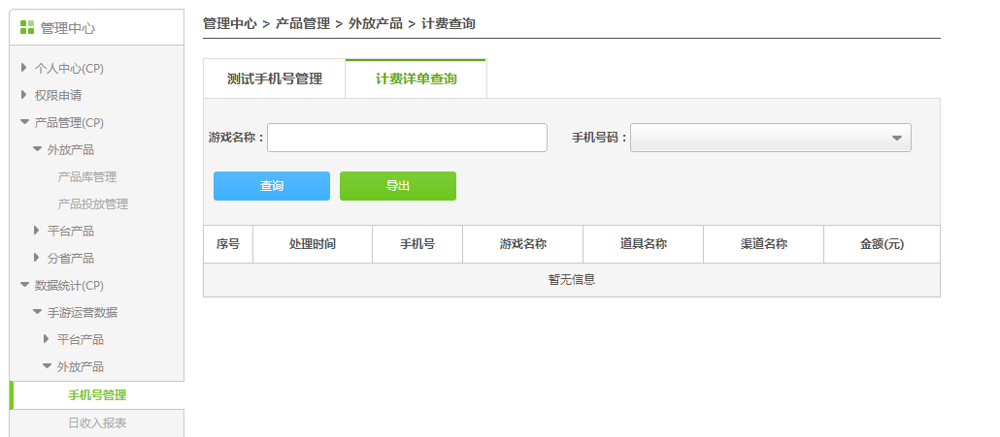 管理中心
个人中心(CP)
权限申请
产品管理(CP)
外放产品
产品库管理
产品投放管理
平台产品
分省产品
数据统计(CP)
手游运营数据
平台产品
外放产品
手机号管理
日收入报表
管理中心 > 产品管理 > 外放产品 > 计费查询
测试手机号管理 计费详单查询
游戏名称： 手机号码：
查询 导出
序号 处理时间 手机号 游戏名称 道具名称 渠道名称 金额(元)
暂无信息